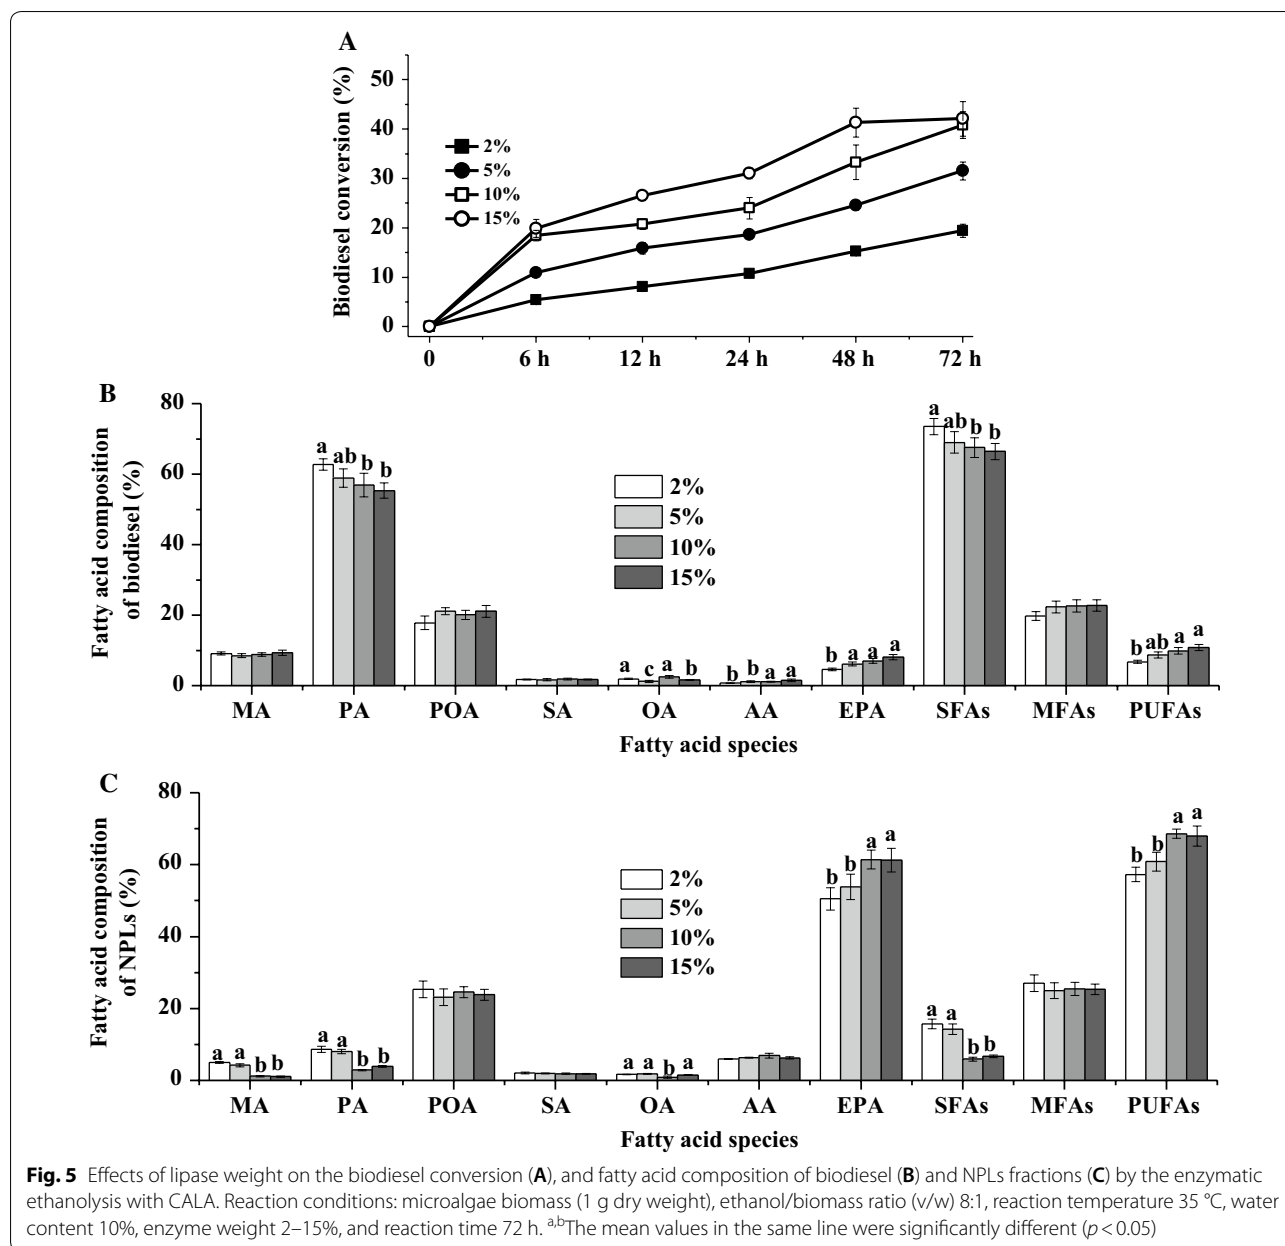 A
Biodiesel conversion (%)
50
40
30
20
10
0
2%
5%
10%
15%
0 6 h 12 h 24 h 48 h 72 h
B
Fatty acid composition
of biodiesel (%)
80
60
40
20
0
a ab b b
a c a b
b b a a
b a a a
a ab b b
b ab a a
2%
5%
10%
15%
MA PA POA SA OA AA EPA SFAs MFAs PUFAs
Fatty acid species
C
Fatty acid composition
of NPLs (%)
80
60
40
20
0
a a b b
a a b b
a a b a
b b a a
a a b b
b b a a
2%
5%
10%
15%
MA PA POA SA OA AA EPA SFAs MFAs PUFAs
Fatty acid species
Fig. 5 Effects of lipase weight on the biodiesel conversion (A), and fatty acid composition of biodiesel (B) and NPLs fractions (C) by the enzymatic
ethanolysis with CALA. Reaction conditions: microalgae biomass (1 g dry weight), ethanol/biomass ratio (v/w) 8:1, reaction temperature 35 °C, water
content 10%, enzyme weight 2–15%, and reaction time 72 h. a,bThe mean values in the same line were significantly different (p < 0.05)